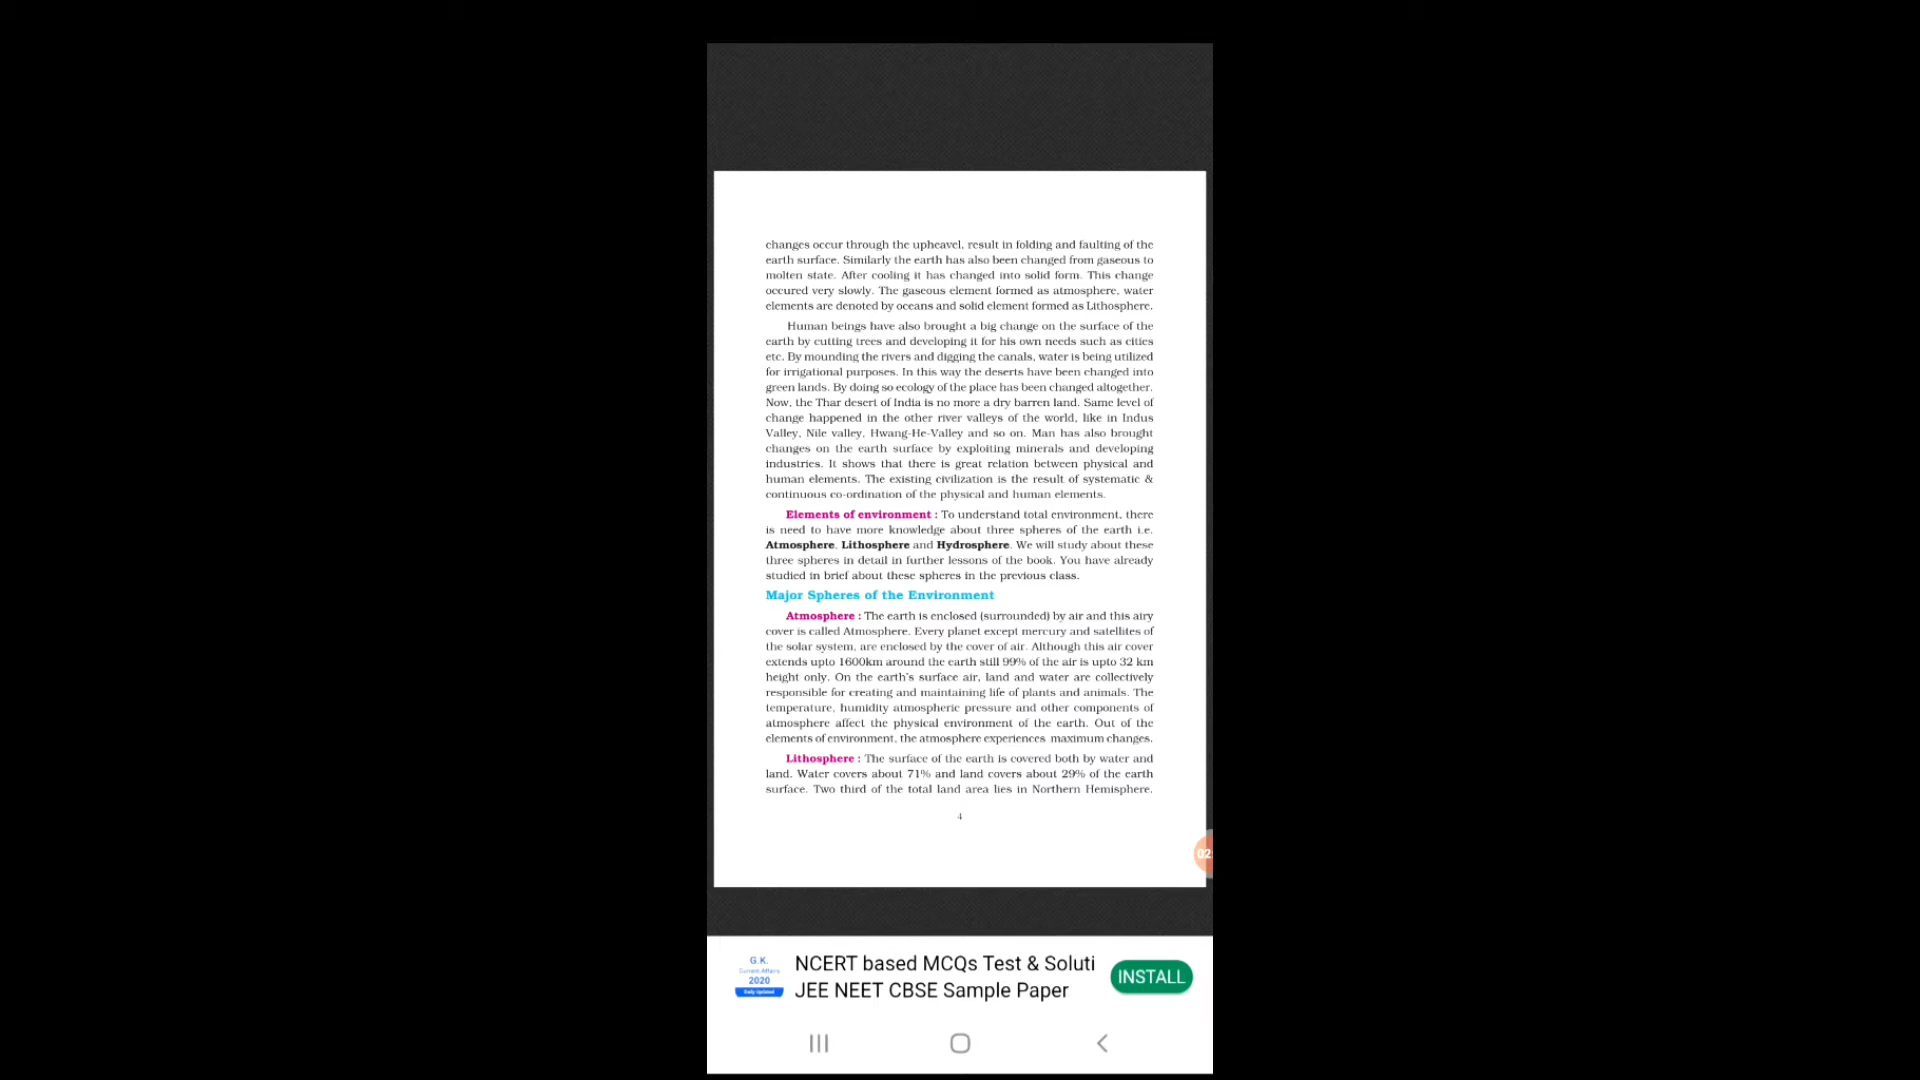 changes occur through the upheavel, result in folding and faulting of the
earth surface. Similarly the earth has also been changed from gaseous to
molten state. After cooling it has changed into solid form. This change
occured very slowly. The gaseous element formed as atmosphere, water
elements are denoted by oceans and solid element formed as Lithosphere.
Human beings have also brought a big change on the surface of the
earth by cutting trees and developing it for his own needs such as cities
etc. By mounding the rivers and digging the canals, water is being utilized
for irrigational purposes. In this way the deserts have been changed into
green lands. By doing so ecology of the place has been changed altogether.
Now, the Thar desert of India is no more a dry barren land. Same level of
change happened in the other river valleys of the world, like in Indus
Valley, Nile valley, Hwang-He-Valley and so on. Man has also brought
changes on the earth surface by exploiting minerals and developing
industries. It shows that there is great relation between physical and
human elements. The existing civilization is the result of systematic &
continuous co-ordination of the physical and human elements.
Elements of environment : To understand total environment, there
is need to have more knowledge about three spheres of the earth i.e.
Atmosphere, Lithosphere and Hydrosphere. We will study about these
three spheres in detail in further lessons of the book. You have already
studied in brief about these spheres in the previous class.
Major Spheres of the Environment
Atmosphere : The earth is enclosed (surrounded) by air and this airy
cover is called Atmosphere. Every planet except mercury and satellites of
the solar system, are enclosed by the cover of air. Although this air cover
extends upto 1600km around the earth still 99% of the air is upto 32 km
height only. On the earth's surface air, land and water are collectively
responsible for creating and maintaining life of plants and animals. The
temperature, humidity atmospheric pressure and other components of
atmosphere affect the physical environment of the earth. Out of the
elements of environment, the atmosphere experiences maximum changes.
Lithosphere : The surface of the earth is covered both by water and
land. Water covers about 71% and land covers about 29% of the earth
surface. Two third of the total land area lies in Northern Hemisphere.
4
02
G.K.
Current Affairs
2020
Daily Updated
NCERT based MCQs Test & Soluti
JEE NEET CBSE Sample Paper
INSTALL